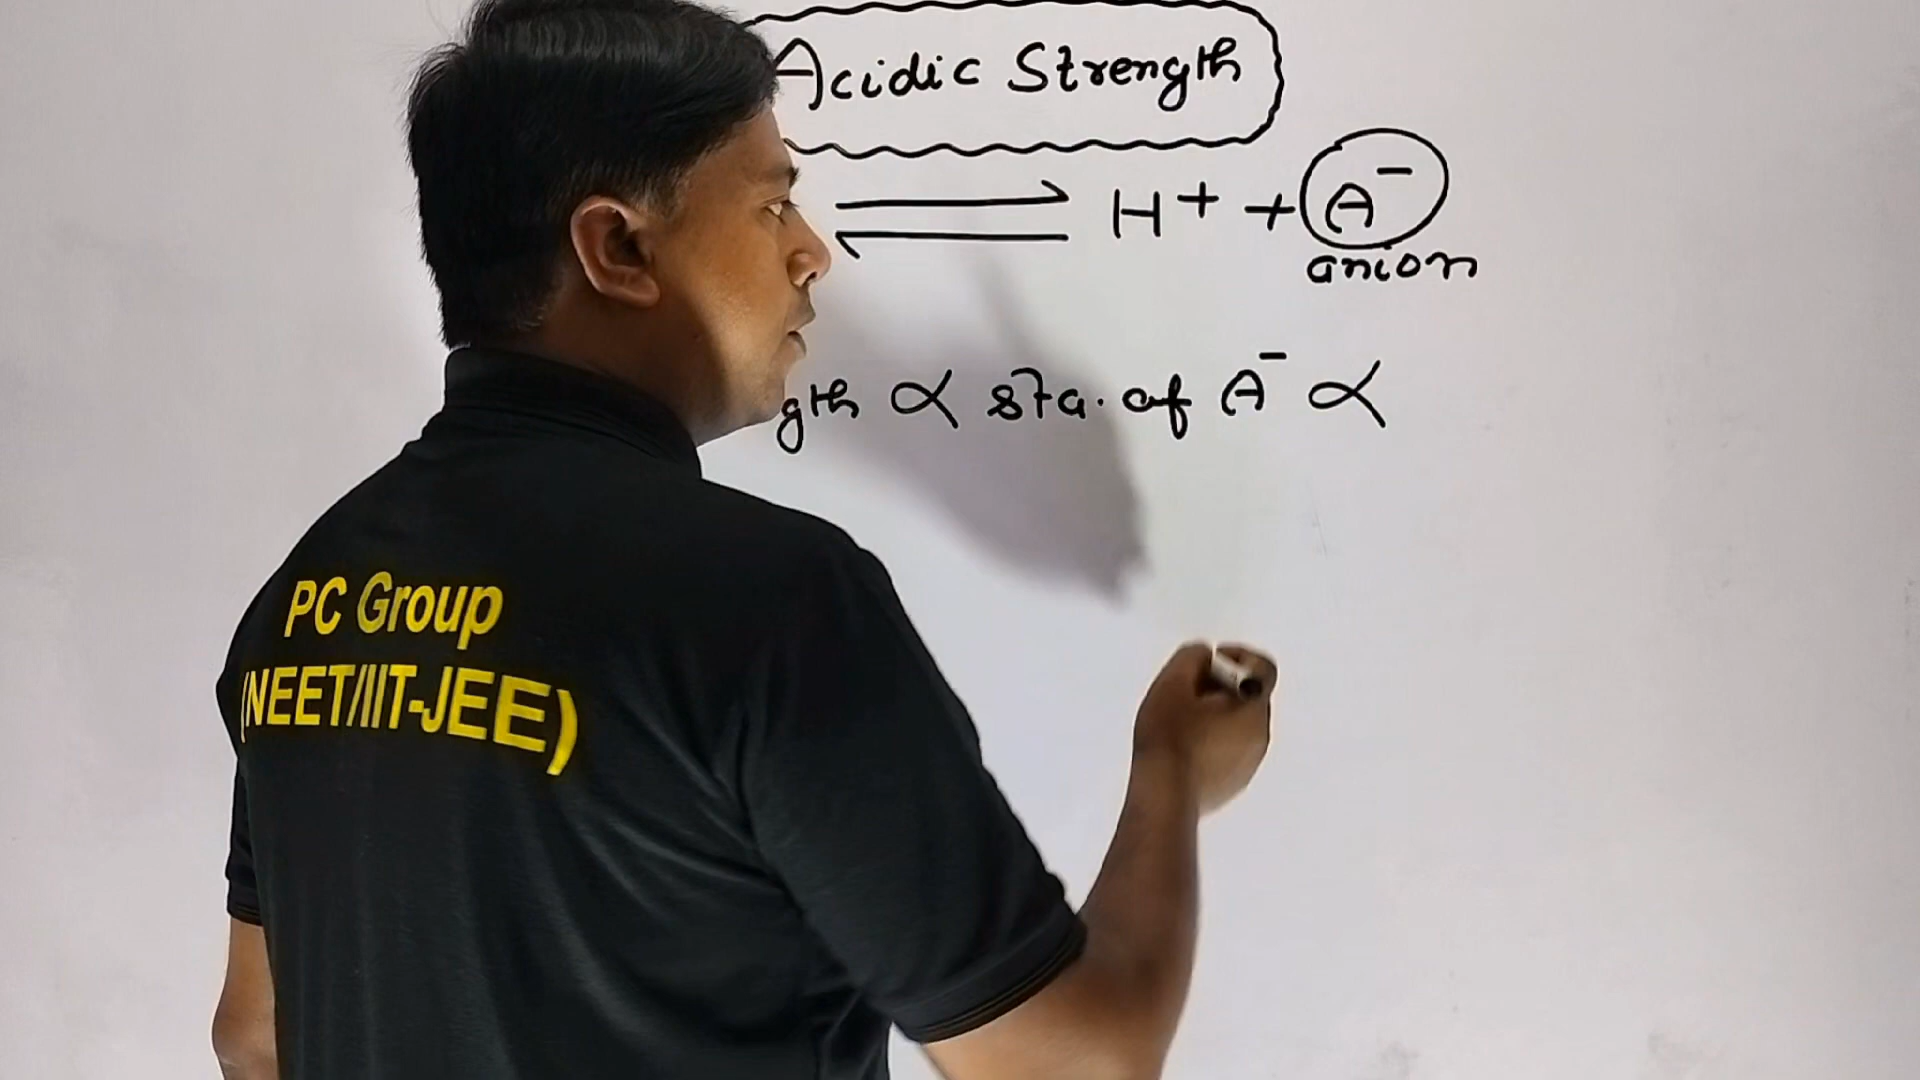 Acidic Strength
⇌ H+ + A⁻
anion
gth ∝ sta. of A⁻ ∝
PC Group
(NEET/IIT-JEE)